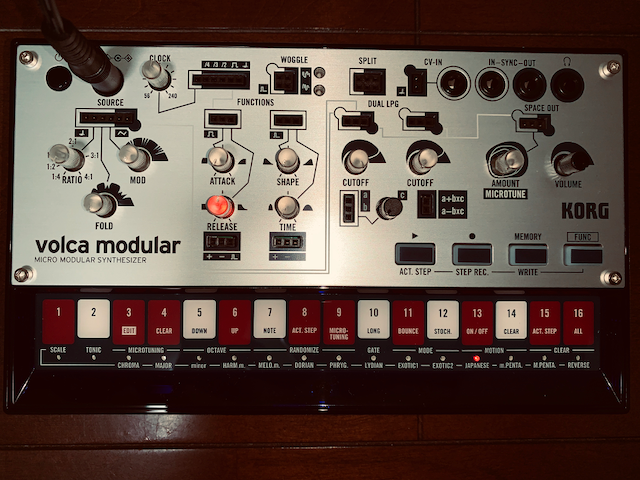 CLOCK
56 240
WOGGLE
SPLIT
CV-IN
IN-SYNC-OUT
SOURCE
FUNCTIONS
DUAL LPG
SPACE OUT
2:1
1:1 3:1
1:2
1:4 4:1
RATIO
MOD
FOLD
ATTACK
SHAPE
CUTOFF
CUTOFF
AMOUNT
MICROTUNE
VOLUME
RELEASE
TIME
+ −
+ −
a
b
c
a+bxc
a−bxc
KORG
volca modular
MICRO MODULAR SYNTHESIZER
MEMORY
FUNC
ACT. STEP STEP REC. WRITE
1 2 3 4 5 6 7 8 9 10 11 12 13 14 15 16
EDIT CLEAR DOWN UP NOTE ACT. STEP MICRO-TUNING LONG BOUNCE STOCH. ON / OFF CLEAR ACT. STEP ALL
SCALE TONIC MICROTUNING OCTAVE RANDOMIZE GATE MODE MOTION CLEAR
CHROMA MAJOR minor HARM m. MELO.m. DORIAN PHRYG. LYDIAN EXOTIC1 EXOTIC2 JAPANESE m.PENTA. M.PENTA. REVERSE